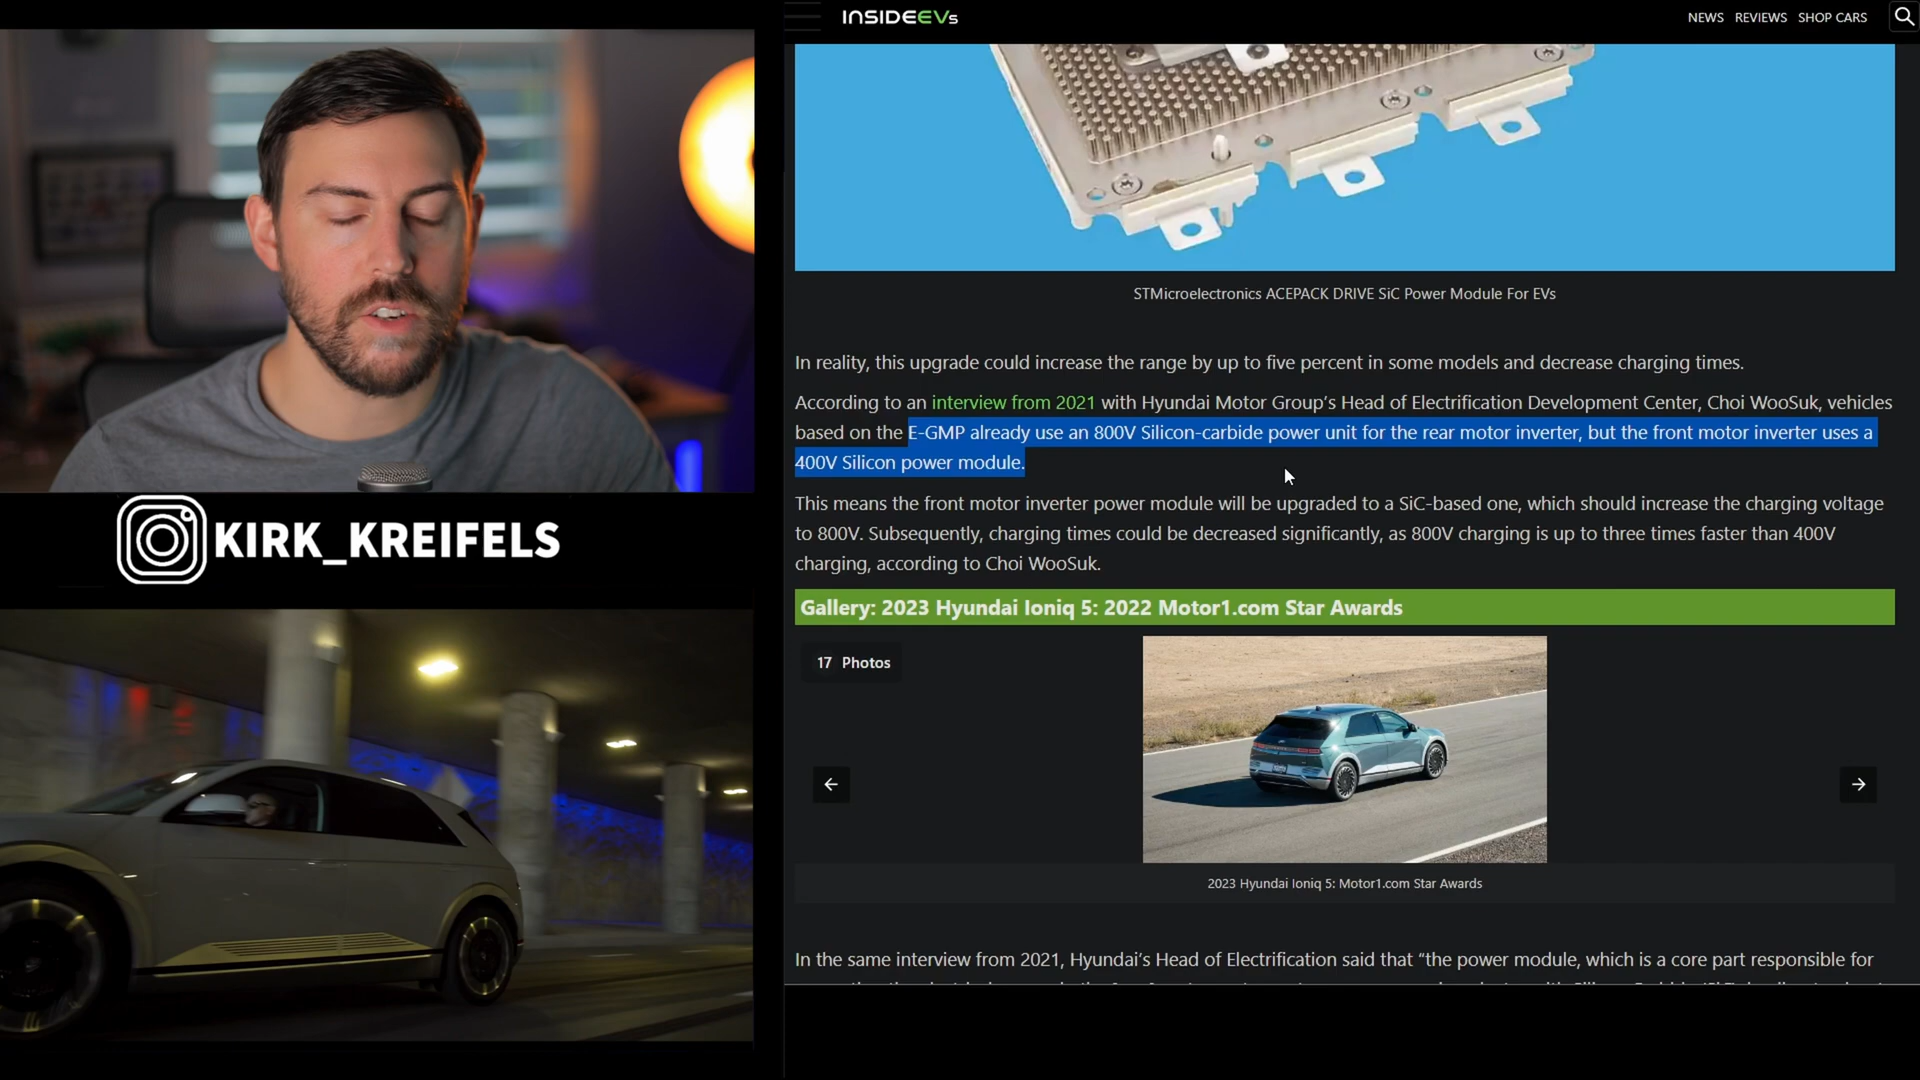 KIRK_KREIFELS
INSIDEEVs
NEWS REVIEWS SHOP CARS
STMicroelectronics ACEPACK DRIVE SiC Power Module For EVs
In reality, this upgrade could increase the range by up to five percent in some models and decrease charging times.
According to an interview from 2021 with Hyundai Motor Group's Head of Electrification Development Center, Choi WooSuk, vehicles
based on the E-GMP already use an 800V Silicon-carbide power unit for the rear motor inverter, but the front motor inverter uses a
400V Silicon power module.
This means the front motor inverter power module will be upgraded to a SiC-based one, which should increase the charging voltage
to 800V. Subsequently, charging times could be decreased significantly, as 800V charging is up to three times faster than 400V
charging, according to Choi WooSuk.
Gallery: 2023 Hyundai Ioniq 5: 2022 Motor1.com Star Awards
17 Photos
2023 Hyundai Ioniq 5: Motor1.com Star Awards
In the same interview from 2021, Hyundai's Head of Electrification said that “the power module, which is a core part responsible for